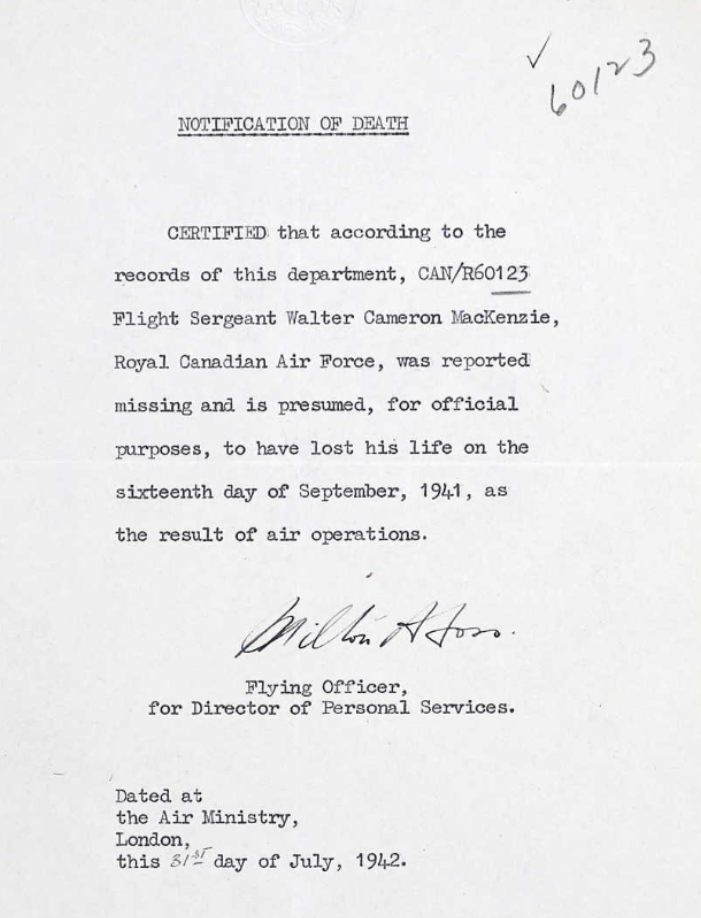 ✓
60123
NOTIFICATION OF DEATH
CERTIFIED that according to the
records of this department, CAN/R60123
Flight Sergeant Walter Cameron MacKenzie,
Royal Canadian Air Force, was reported
missing and is presumed, for official
purposes, to have lost his life on the
sixteenth day of September, 1941, as
the result of air operations.
Milton A
Flying Officer,
for Director of Personal Services.
Dated at
the Air Ministry,
London,
this 31st day of July, 1942.